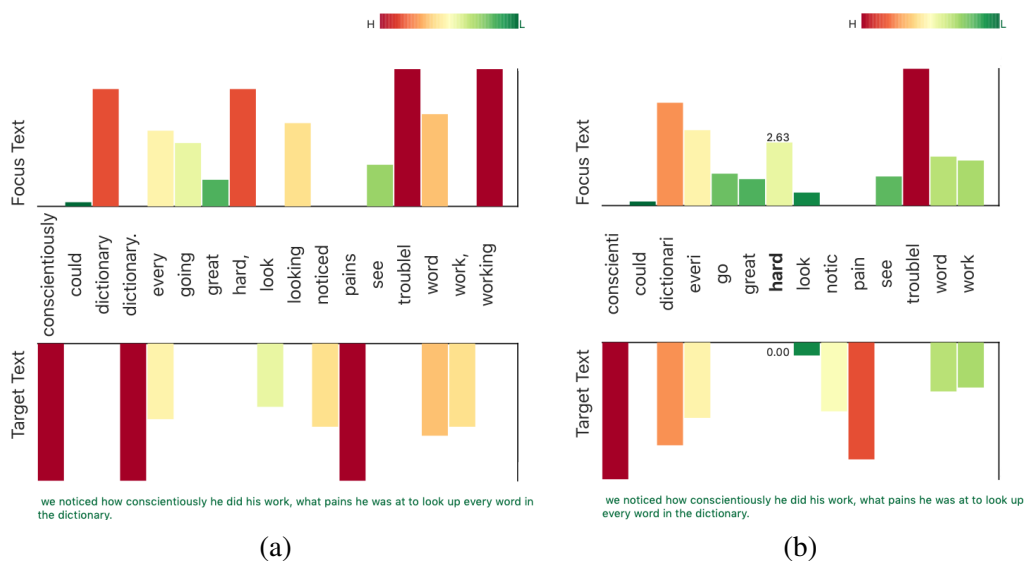 H L
H L
Focus Text
conscientiously
could
dictionary
dictionary.
every
going
great
hard,
look
looking
noticed
pains
see
troublel
word
work,
working
Target Text
we noticed how conscientiously he did his work, what pains he was at to look up every word in
the dictionary.
(a)
Focus Text
2.63
conscienti
could
dictionari
everi
go
great
hard
look
notic
pain
see
troublel
word
work
Target Text
0.00
we noticed how conscientiously he did his work, what pains he was at to look up
every word in the dictionary.
(b)